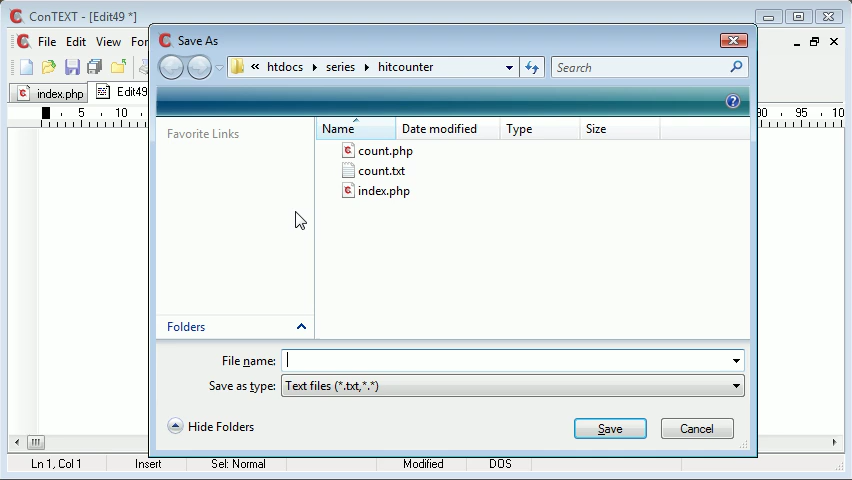 ConTEXT - [Edit49 *]
File Edit View
Save As
htdocs series hitcounter
Search
index.php
Edit49
5 10 90 95
Favorite Links
Name Date modified Type Size
count.php
count.txt
index.php
Folders
File name:
Save as type: Text files (*.txt,*.*)
Hide Folders
Save Cancel
Ln 1, Col 1 Insert Sel: Normal Modified DOS